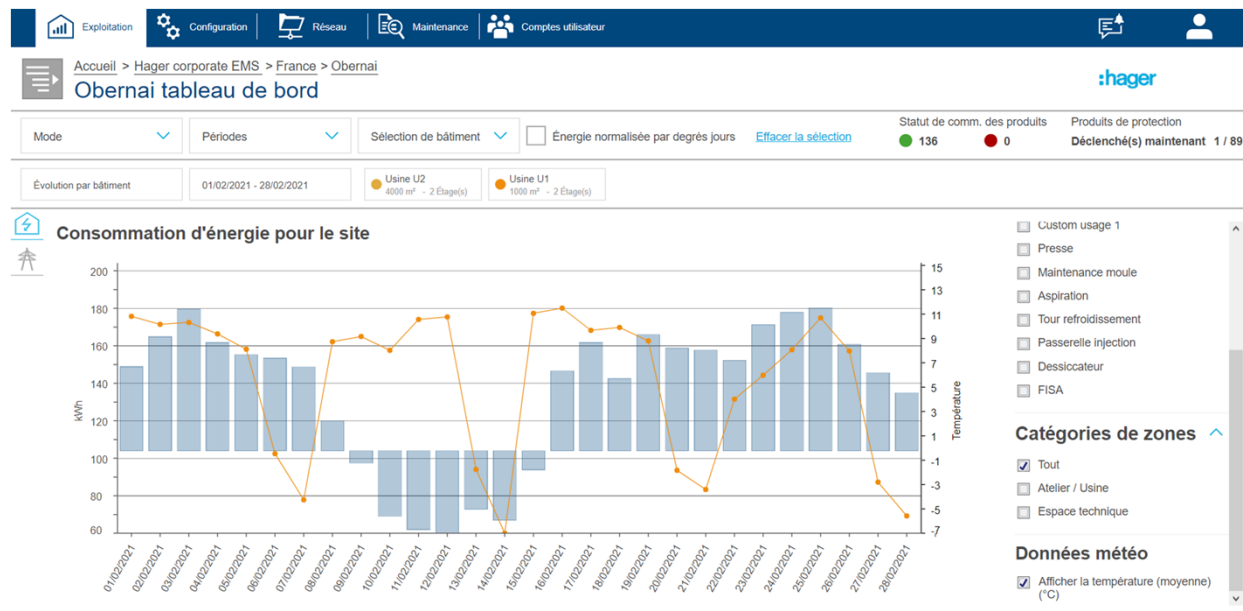 Exploitation
Configuration
Réseau
Maintenance
Comptes utilisateur
Accueil > Hager corporate EMS > France > Obernai
Obernai tableau de bord
:hager
Mode
Périodes
Sélection de bâtiment
Énergie normalisée par degrès jours
Effacer la sélection
Statut de comm. des produits
136
0
Produits de protection
Déclenché(s) maintenant 1 / 89
Évolution par bâtiment
01/02/2021 - 28/02/2021
Usine U2
4000 m² - 2 Étage(s)
Usine U1
1000 m² - 2 Étage(s)
Consommation d'énergie pour le site
200
180
160
140
120
100
80
60
kWh
15
13
11
9
7
5
3
1
-1
-3
-5
-7
Température
01/02/2021
02/02/2021
03/02/2021
04/02/2021
05/02/2021
06/02/2021
07/02/2021
08/02/2021
09/02/2021
10/02/2021
11/02/2021
12/02/2021
13/02/2021
14/02/2021
15/02/2021
16/02/2021
17/02/2021
18/02/2021
19/02/2021
20/02/2021
21/02/2021
22/02/2021
23/02/2021
24/02/2021
25/02/2021
26/02/2021
27/02/2021
28/02/2021
Custom usage 1
Presse
Maintenance moule
Aspiration
Tour refroidissement
Passerelle injection
Dessiccateur
FISA
Catégories de zones
Tout
Atelier / Usine
Espace technique
Données météo
Afficher la température (moyenne)
(°C)